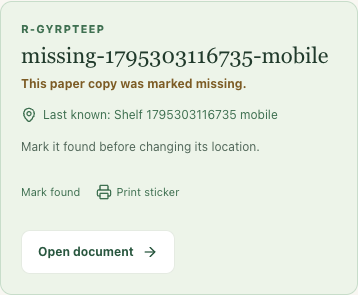 R-GYRPTEEP
missing-1795303116735-mobile
This paper copy was marked missing.
Last known: Shelf 1795303116735 mobile
Mark it found before changing its location.
Mark found Print sticker
Open document →